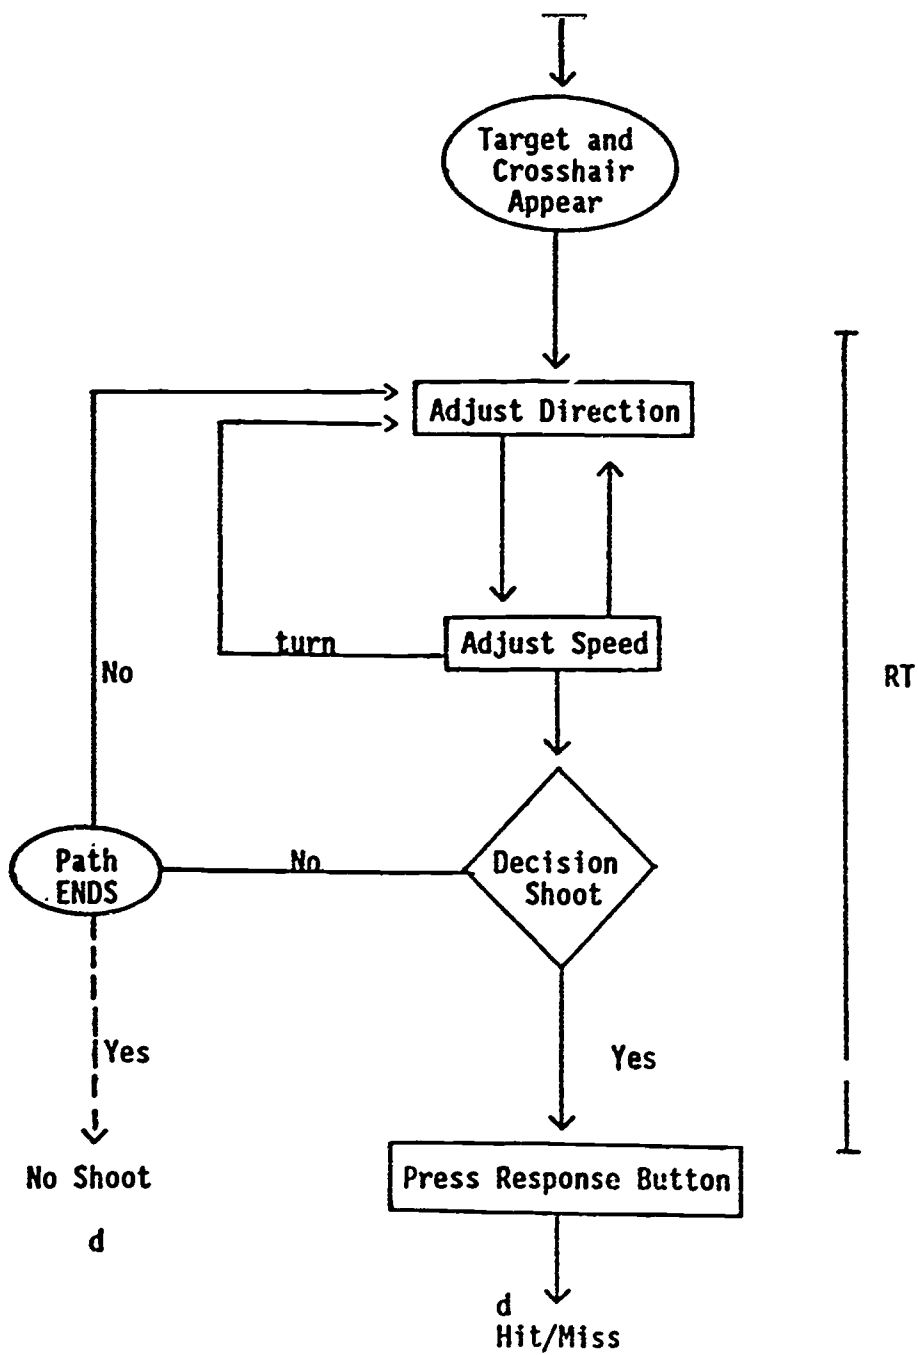 Target and
Crosshair
Appear
Adjust Direction
turn
Adjust Speed
No
RT
Path
ENDS
No
Decision
Shoot
Yes
Yes
No Shoot
Press Response Button
d
d
Hit/Miss